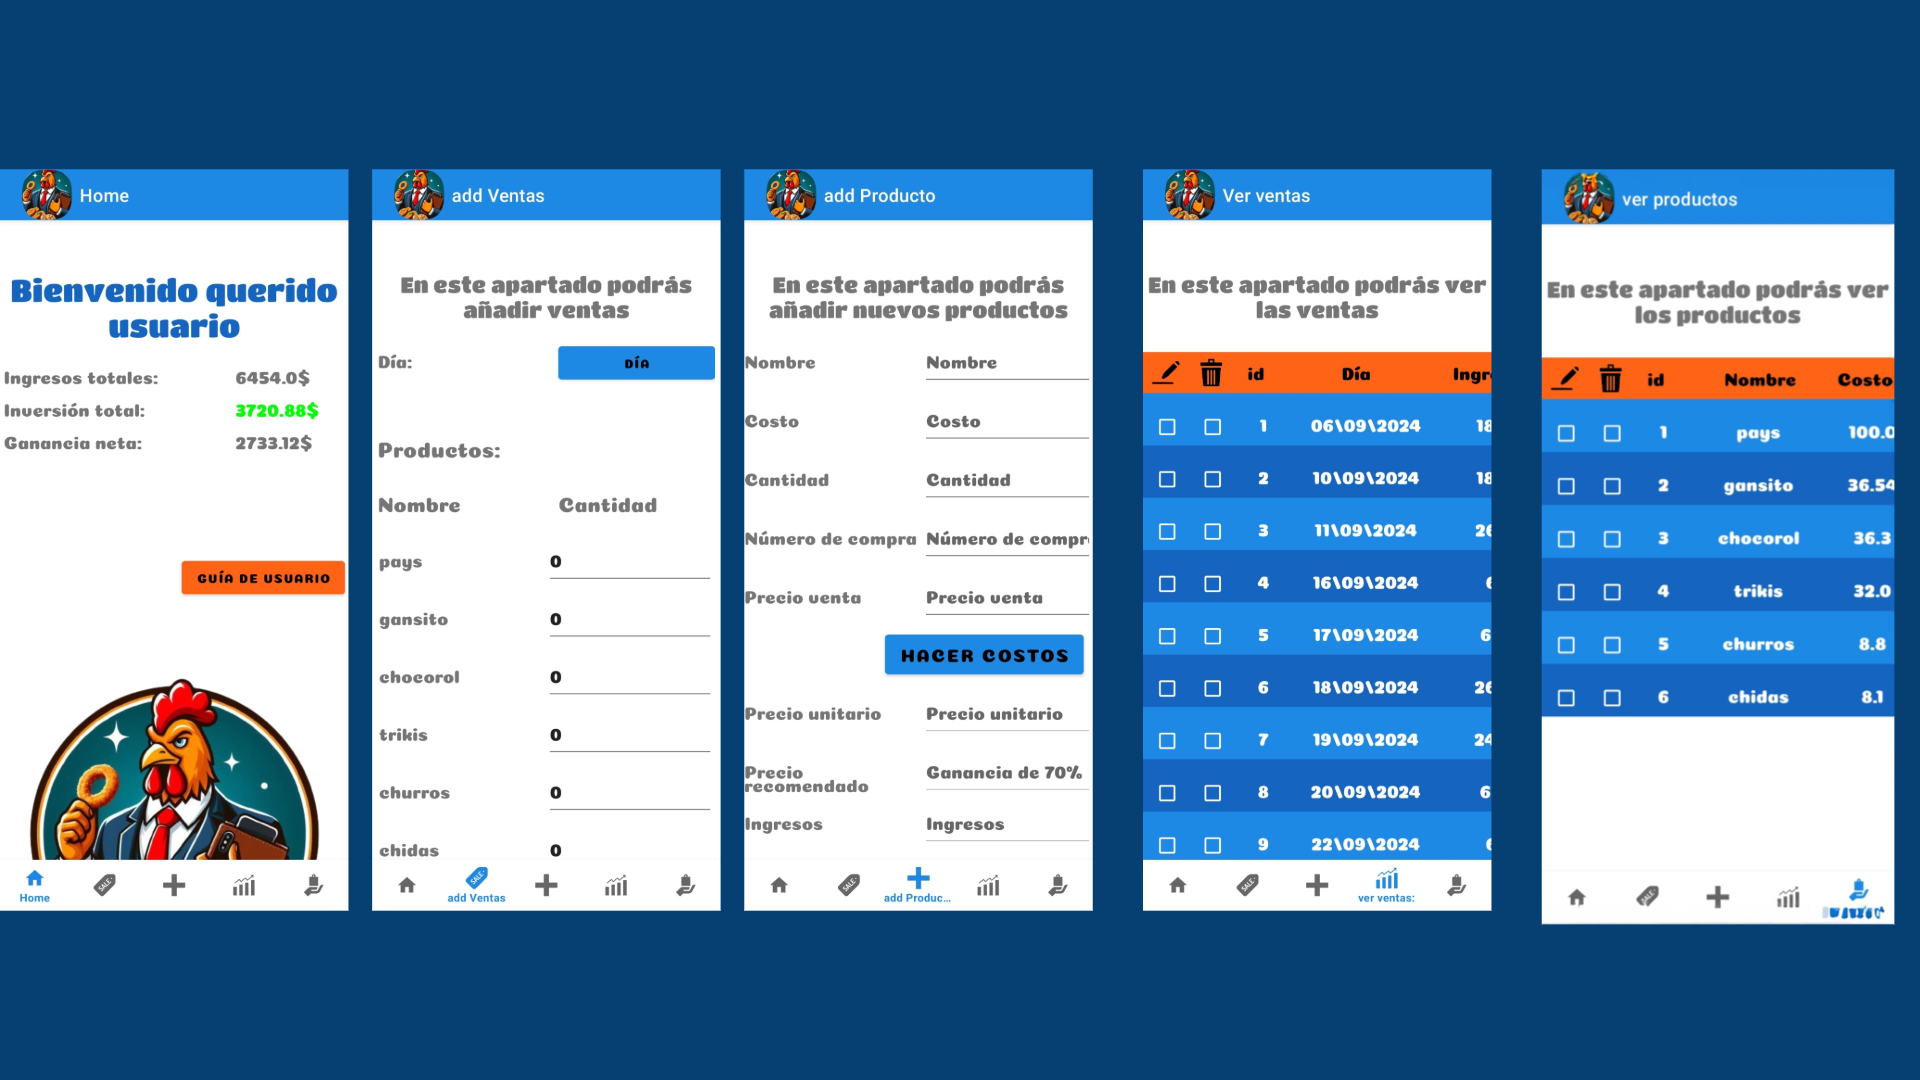 Home
Bienvenido querido
usuario
Ingresos totales: 6454.0$
Inversión total: 3720.88$
Ganancia neta: 2733.12$
GUÍA DE USUARIO
Home
add Ventas
En este apartado podrás
añadir ventas
Día: DÍA
Productos:
Nombre Cantidad
pays 0
gansito 0
chocorol 0
trikis 0
churros 0
chidas 0
SALE
add Ventas
add Producto
En este apartado podrás
añadir nuevos productos
Nombre Nombre
Costo Costo
Cantidad Cantidad
Número de compra Número de compr
Precio venta Precio venta
HACER COSTOS
Precio unitario Precio unitario
Precio
recomendado Ganancia de 70%
Ingresos Ingresos
add Produc...
Ver ventas
En este apartado podrás ver
las ventas
id Día Ingr
1 06\09\2024 18
2 10\09\2024 18
3 11\09\2024 26
4 16\09\2024 6
5 17\09\2024 6
6 18\09\2024 26
7 19\09\2024 24
8 20\09\2024 6
9 22\09\2024 6
ver ventas:
ver productos
En este apartado podrás ver
los productos
id Nombre Costo
1 pays 100.0
2 gansito 36.54
3 chocorol 36.3
4 trikis 32.0
5 churros 8.8
6 chidas 8.1